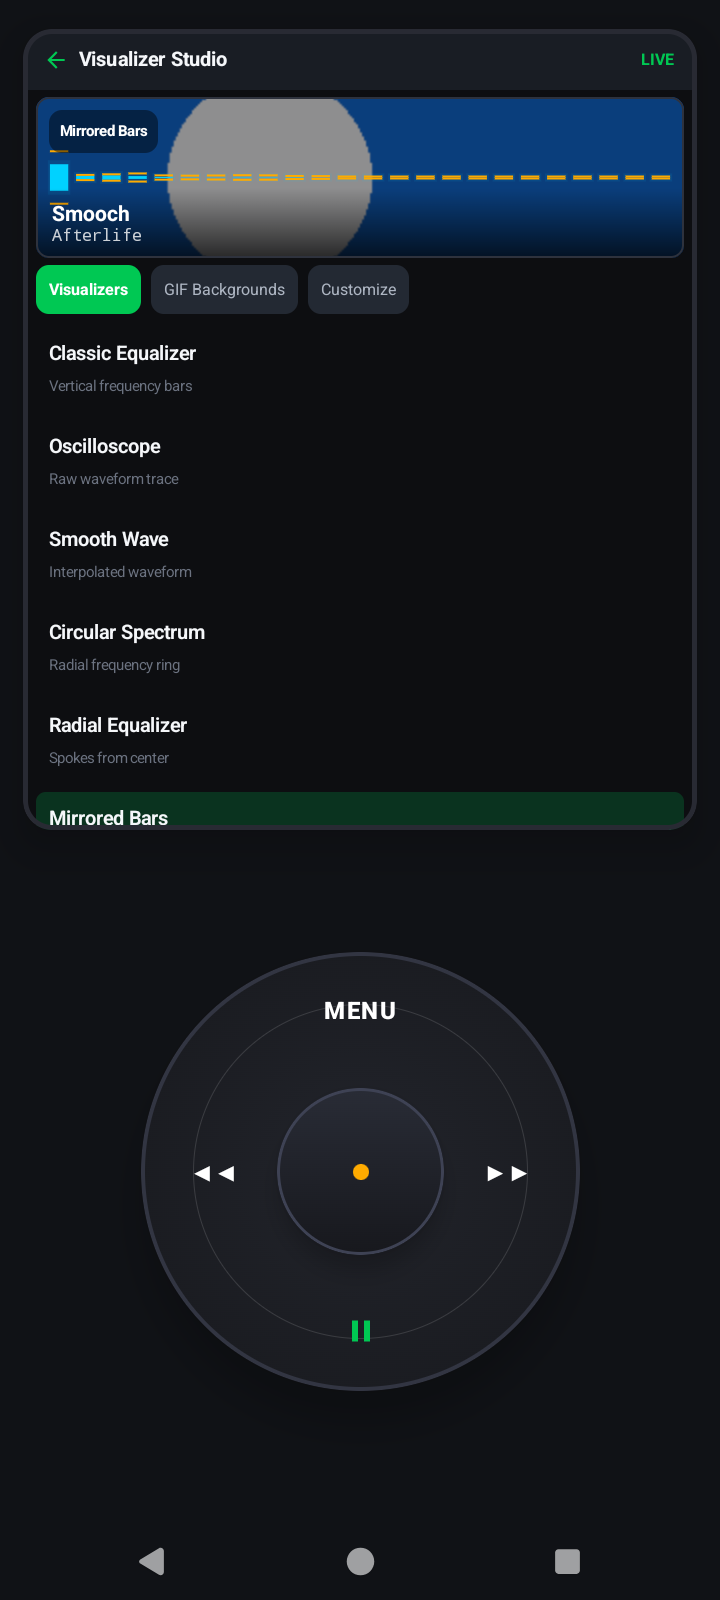 Visualizer Studio
LIVE
Mirrored Bars
Smooch
Afterlife
Visualizers
GIF Backgrounds
Customize
Classic Equalizer
Vertical frequency bars
Oscilloscope
Raw waveform trace
Smooth Wave
Interpolated waveform
Circular Spectrum
Radial frequency ring
Radial Equalizer
Spokes from center
Mirrored Bars
MENU